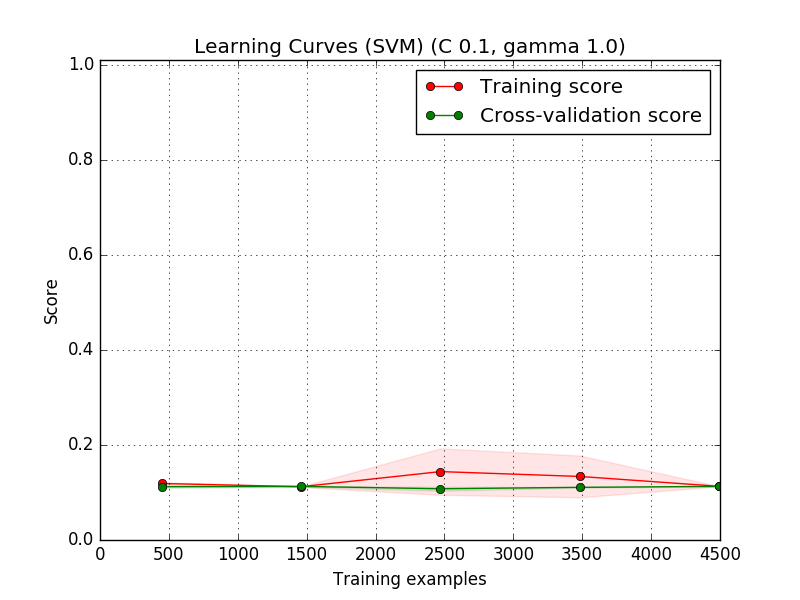 Learning Curves (SVM) (C 0.1, gamma 1.0)
Training score
Cross-validation score
1.0
0.8
0.6
0.4
0.2
0.0
Score
0 500 1000 1500 2000 2500 3000 3500 4000 4500
Training examples